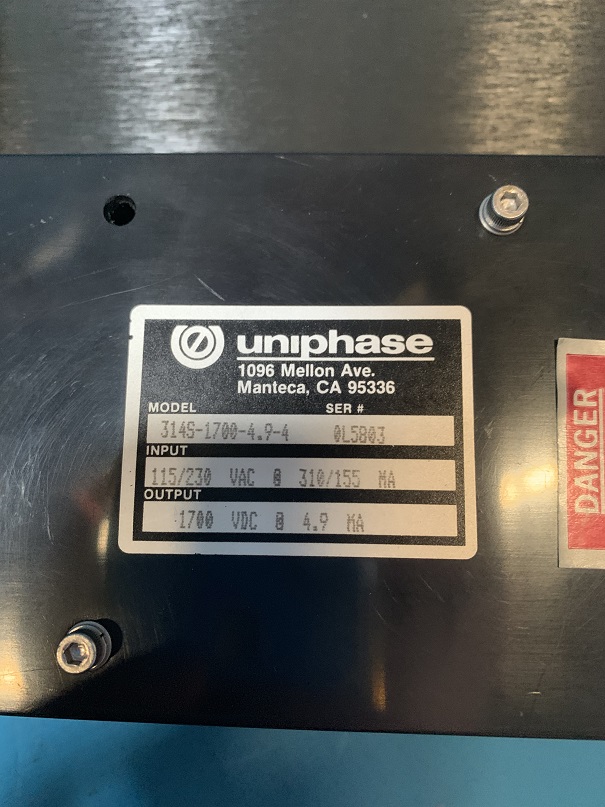 uniphase
1096 Mellon Ave.
Manteca, CA 95336
MODEL SER #
314S-1700-4.9-4 0L5803
INPUT
115/230 VAC @ 310/155 MA
OUTPUT
1700 VDC @ 4.9 MA
DANGER